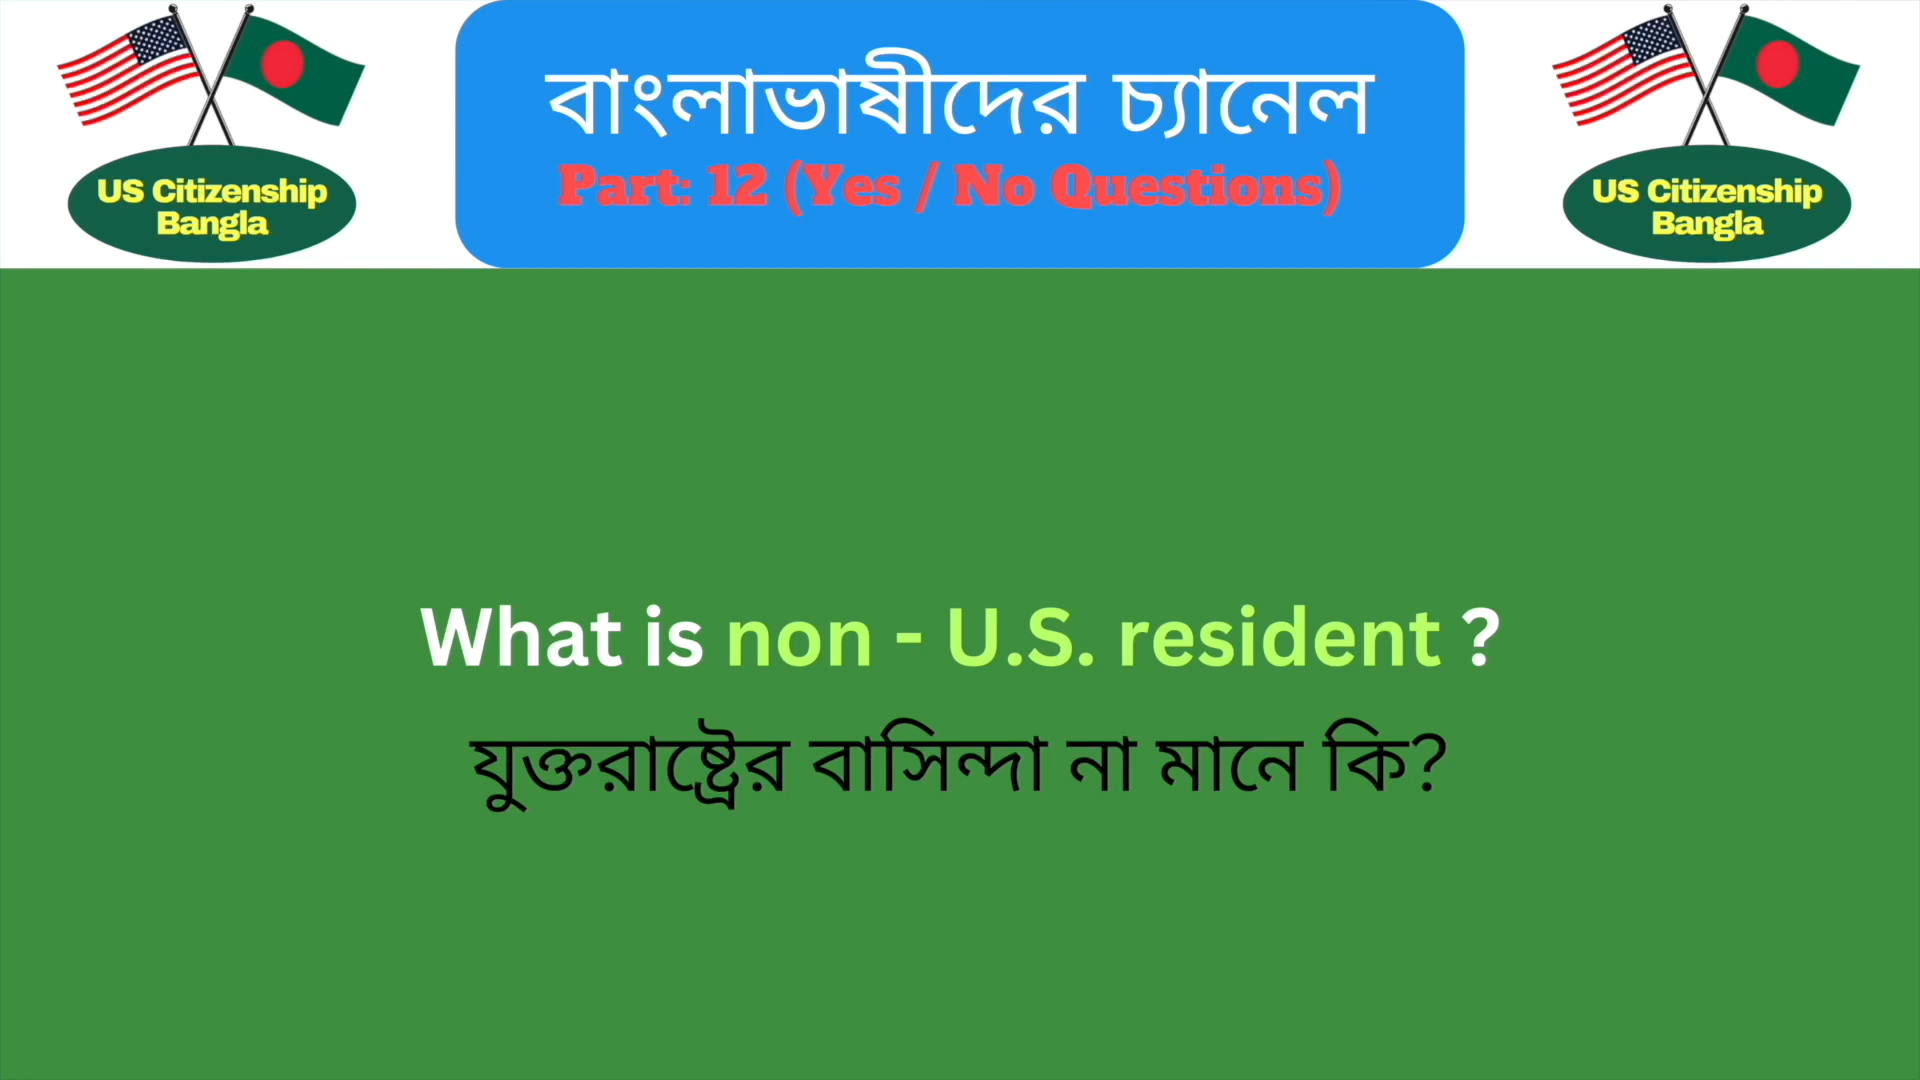 US Citizenship
Bangla
বাংলাভাষীদের চ্যানেল
Part: 12 (Yes / No Questions)
US Citizenship
Bangla
What is non - U.S. resident ?
যুক্তরাষ্ট্রের বাসিন্দা না মানে কি?